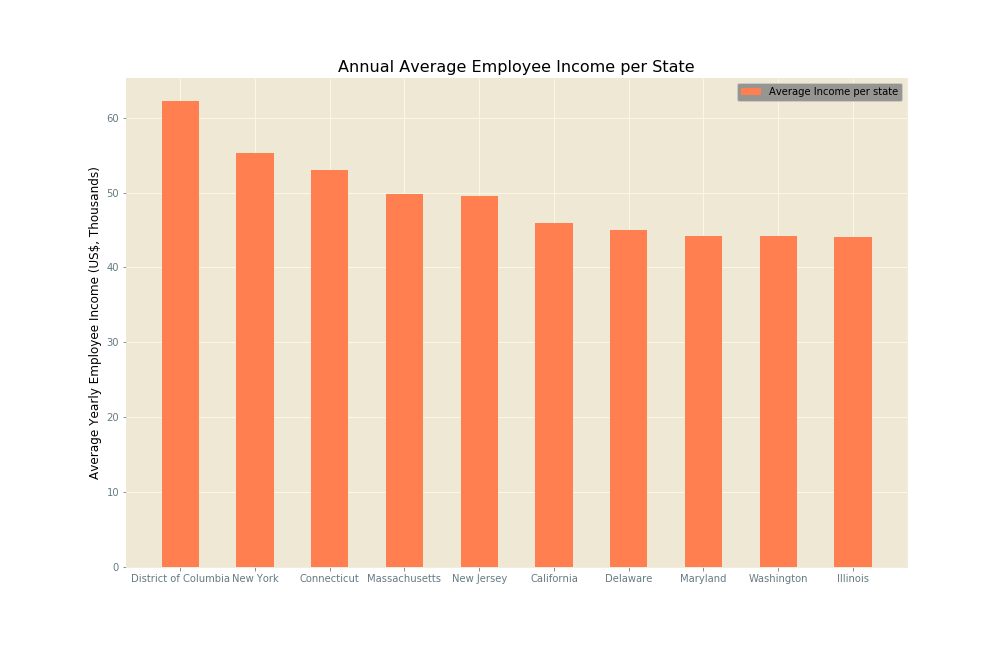 Annual Average Employee Income per State
Average Income per state
Average Yearly Employee Income (US$, Thousands)
60
50
40
30
20
10
0
District of Columbia New York Connecticut Massachusetts New Jersey California Delaware Maryland Washington Illinois